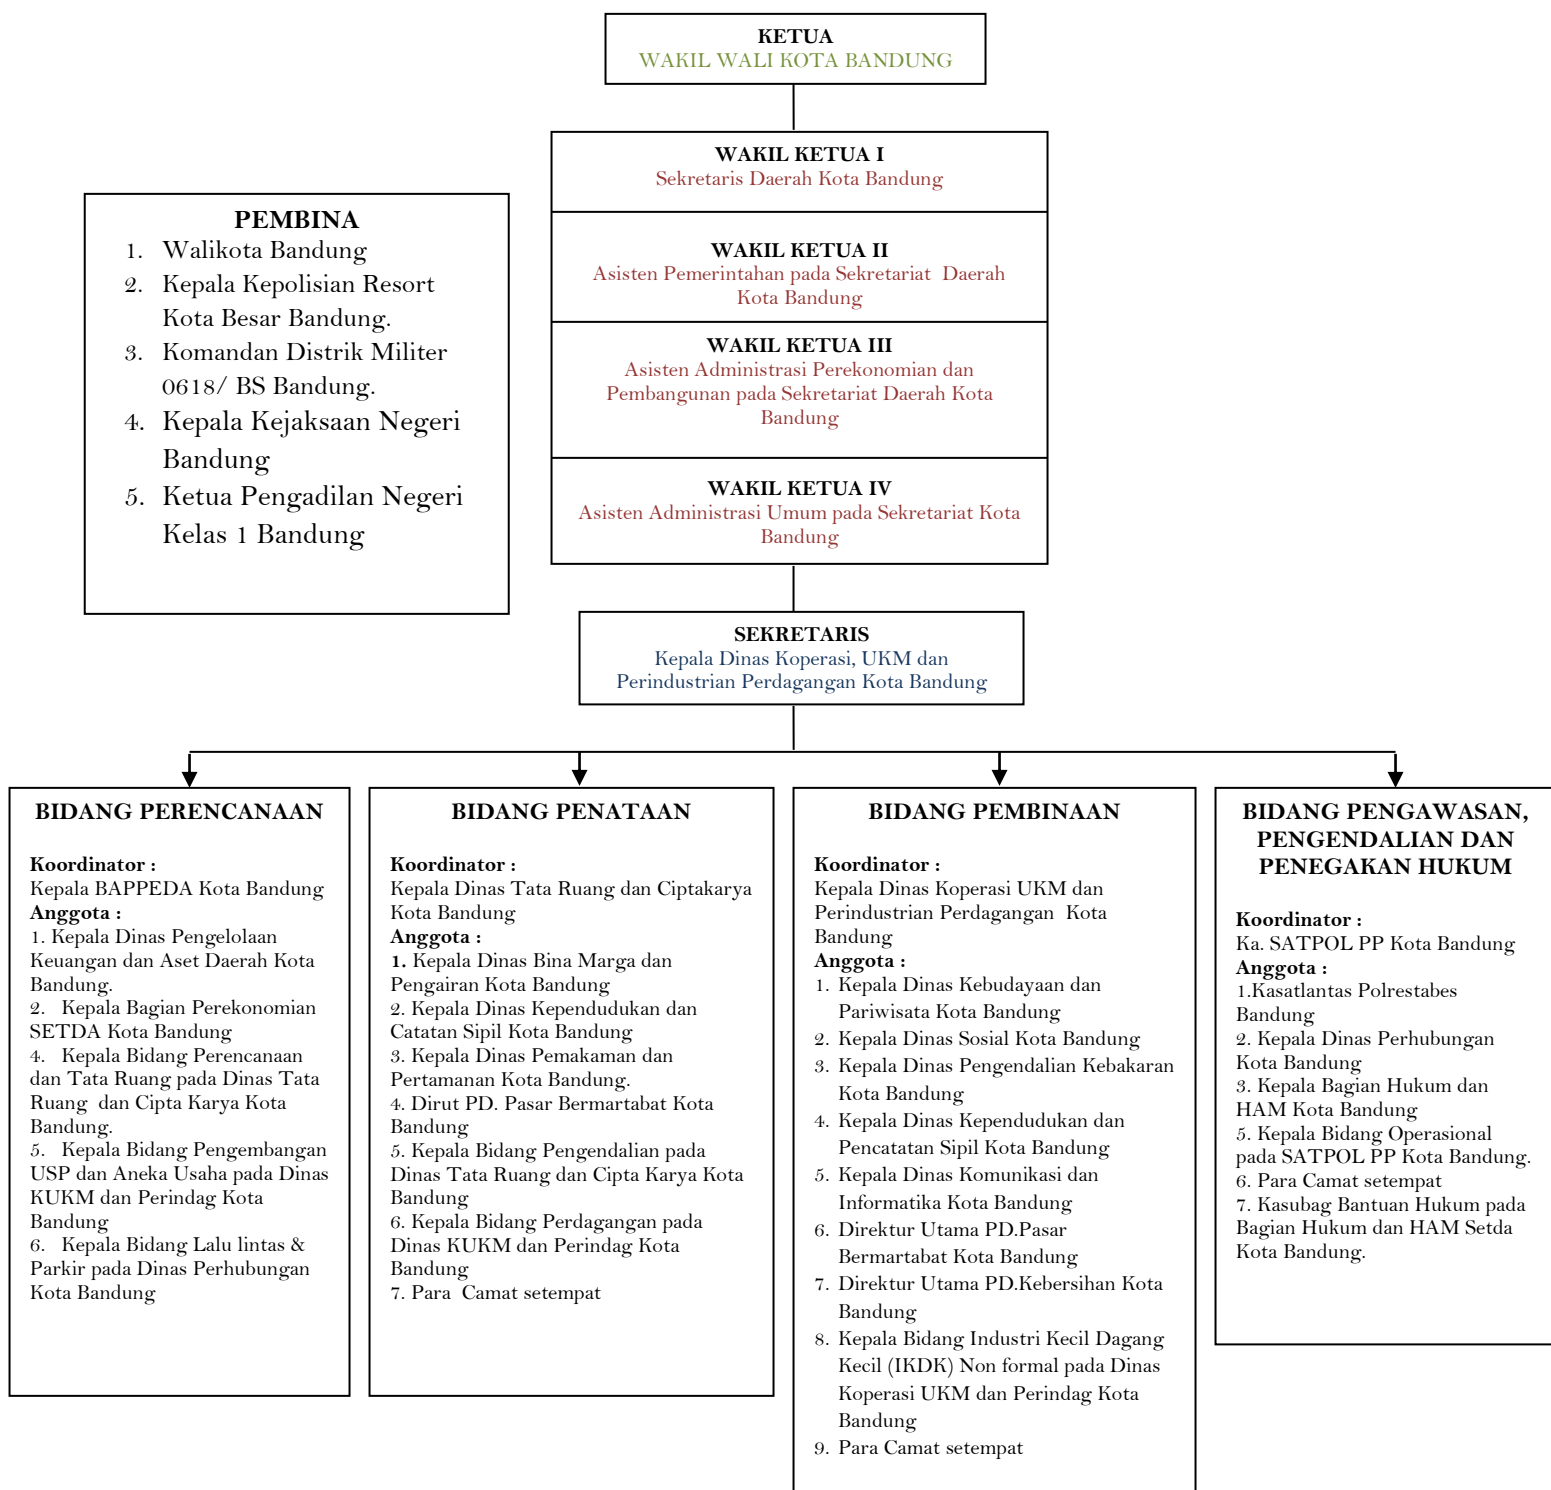 KETUA
WAKIL WALI KOTA BANDUNG
WAKIL KETUA I
Sekretaris Daerah Kota Bandung
WAKIL KETUA II
Asisten Pemerintahan pada Sekretariat  Daerah
Kota Bandung
WAKIL KETUA III
Asisten Administrasi Perekonomian dan
Pembangunan pada Sekretariat Daerah Kota
Bandung
WAKIL KETUA IV
Asisten Administrasi Umum pada Sekretariat Kota
Bandung
PEMBINA
1. Walikota Bandung
2. Kepala Kepolisian Resort
Kota Besar Bandung.
3. Komandan Distrik Militer
0618/ BS Bandung.
4. Kepala Kejaksaan Negeri
Bandung
5. Ketua Pengadilan Negeri
Kelas 1 Bandung
SEKRETARIS
Kepala Dinas Koperasi, UKM dan
Perindustrian Perdagangan Kota Bandung
BIDANG PERENCANAAN
Koordinator :
Kepala BAPPEDA Kota Bandung
Anggota :
1. Kepala Dinas Pengelolaan
Keuangan dan Aset Daerah Kota
Bandung.
2. Kepala Bagian Perekonomian
SETDA Kota Bandung
4. Kepala Bidang Perencanaan
dan Tata Ruang pada Dinas Tata
Ruang  dan Cipta Karya Kota
Bandung.
5. Kepala Bidang Pengembangan
USP dan Aneka Usaha pada Dinas
KUKM dan Perindag Kota
Bandung
6. Kepala Bidang Lalu lintas &
Parkir pada Dinas Perhubungan
Kota Bandung
BIDANG PENATAAN
Koordinator :
Kepala Dinas Tata Ruang dan Ciptakarya
Kota Bandung
Anggota :
1. Kepala Dinas Bina Marga dan
Pengairan Kota Bandung
2. Kepala Dinas Kependudukan dan
Catatan Sipil Kota Bandung
3. Kepala Dinas Pemakaman dan
Pertamanan Kota Bandung.
4. Dirut PD. Pasar Bermartabat Kota
Bandung
5. Kepala Bidang Pengendalian pada
Dinas Tata Ruang dan Cipta Karya Kota
Bandung
6. Kepala Bidang Perdagangan pada
Dinas KUKM dan Perindag Kota
Bandung
7. Para  Camat setempat
BIDANG PEMBINAAN
Koordinator :
Kepala Dinas Koperasi UKM dan
Perindustrian Perdagangan  Kota
Bandung
Anggota :
1. Kepala Dinas Kebudayaan dan
Pariwisata Kota Bandung
2. Kepala Dinas Sosial Kota Bandung
3. Kepala Dinas Pengendalian Kebakaran
Kota Bandung
4. Kepala Dinas Kependudukan dan
Pencatatan Sipil Kota Bandung
5. Kepala Dinas Komunikasi dan
Informatika Kota Bandung
6. Direktur Utama PD.Pasar
Bermartabat Kota Bandung
7. Direktur Utama PD.Kebersihan Kota
Bandung
8. Kepala Bidang Industri Kecil Dagang
Kecil (IKDK) Non formal pada Dinas
Koperasi UKM dan Perindag Kota
Bandung
9. Para Camat setempat
BIDANG PENGAWASAN,
PENGENDALIAN DAN
PENEGAKAN HUKUM
Koordinator :
Ka. SATPOL PP Kota Bandung
Anggota :
1.Kasatlantas Polrestabes
Bandung
2. Kepala Dinas Perhubungan
Kota Bandung
3. Kepala Bagian Hukum dan
HAM Kota Bandung
5. Kepala Bidang Operasional
pada SATPOL PP Kota Bandung.
6. Para Camat setempat
7. Kasubag Bantuan Hukum pada
Bagian Hukum dan HAM Setda
Kota Bandung.